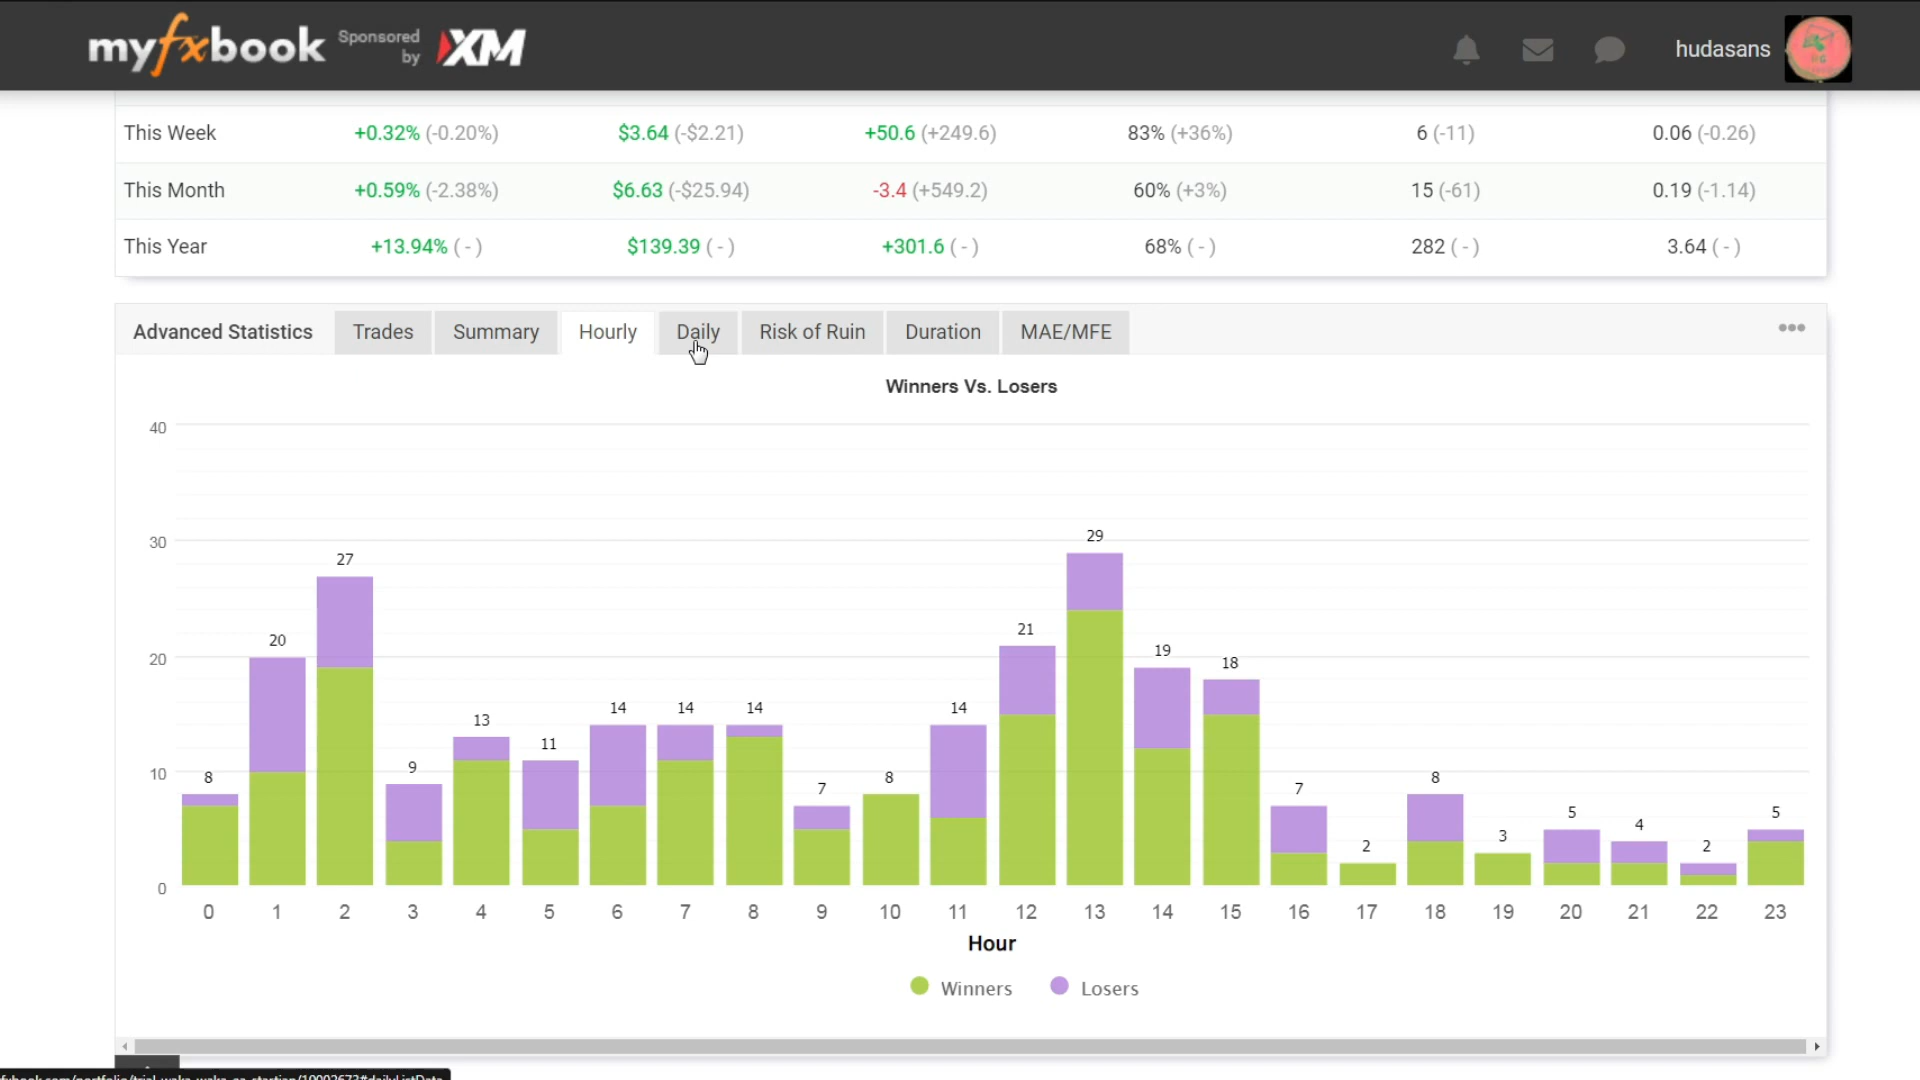 myfxbook Sponsored by XM hudasans
This Week +0.32% (-0.20%) $3.64 (-$2.21) +50.6 (+249.6) 83% (+36%) 6 (-11) 0.06 (-0.26)
This Month +0.59% (-2.38%) $6.63 (-$25.94) -3.4 (+549.2) 60% (+3%) 15 (-61) 0.19 (-1.14)
This Year +13.94% ( - ) $139.39 ( - ) +301.6 ( - ) 68% ( - ) 282 ( - ) 3.64 ( - )
Advanced Statistics Trades Summary Hourly Daily Risk of Ruin Duration MAE/MFE
Winners Vs. Losers
40
30
20
10
0
8 20 27 9 13 11 14 14 14 7 8 14 21 29 19 18 7 2 8 3 5 4 2 5
0 1 2 3 4 5 6 7 8 9 10 11 12 13 14 15 16 17 18 19 20 21 22 23
Hour
Winners Losers